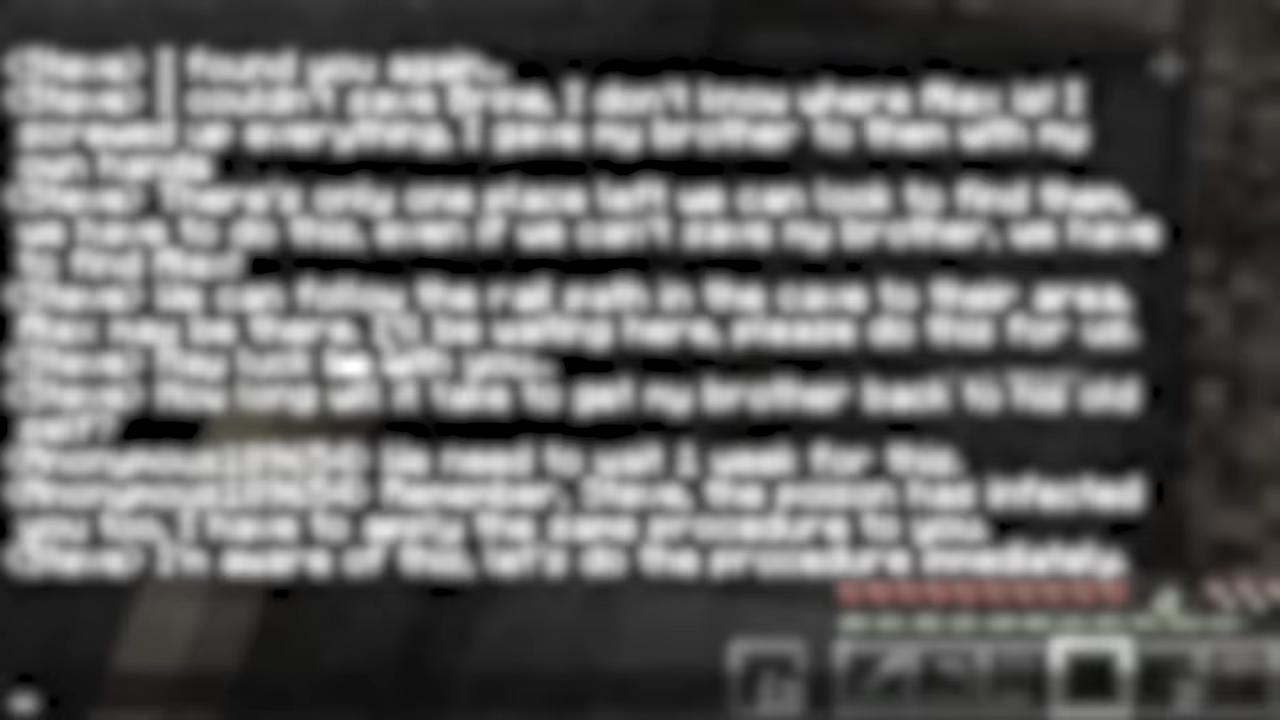 <Steve> I found you again...
<Steve> I couldn't save Brine, I don't know where Alex is! I
screwed up everything, I gave my brother to them with my
own hands
<Steve> There's only one place left we can look to find them,
we have to do this, even if we can't save my brother, we have
to find Alex!
<Steve> We can follow the rail path in the cave to their area,
Alex may be there, I'll be waiting here, please do this for us.
<Steve> May luck be with you...
<Steve> How long will it take to get my brother back to his old
self?
We need to wait 1 week for this.
Remember, Steve, the poison has infected
you too, I have to apply the same procedure to you.
<Steve> I'm aware of this, let's do the procedure immediately.